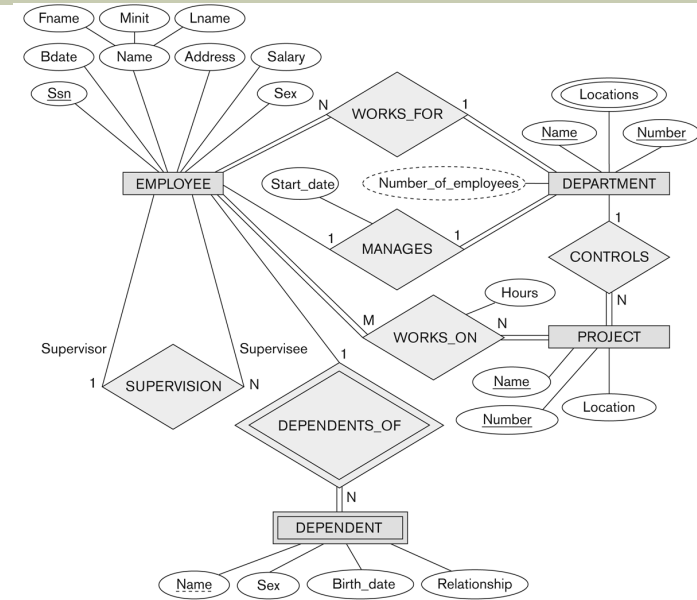 Fname Minit Lname
Bdate Name Address Salary
Ssn Sex
Locations
Name Number
N WORKS_FOR 1
EMPLOYEE Start_date Number_of_employees DEPARTMENT
1 MANAGES 1
1
CONTROLS
N
Hours
M WORKS_ON N PROJECT
Supervisor Supervisee
1 SUPERVISION N
1
Name
Number Location
DEPENDENTS_OF
N
DEPENDENT
Name Sex Birth_date Relationship